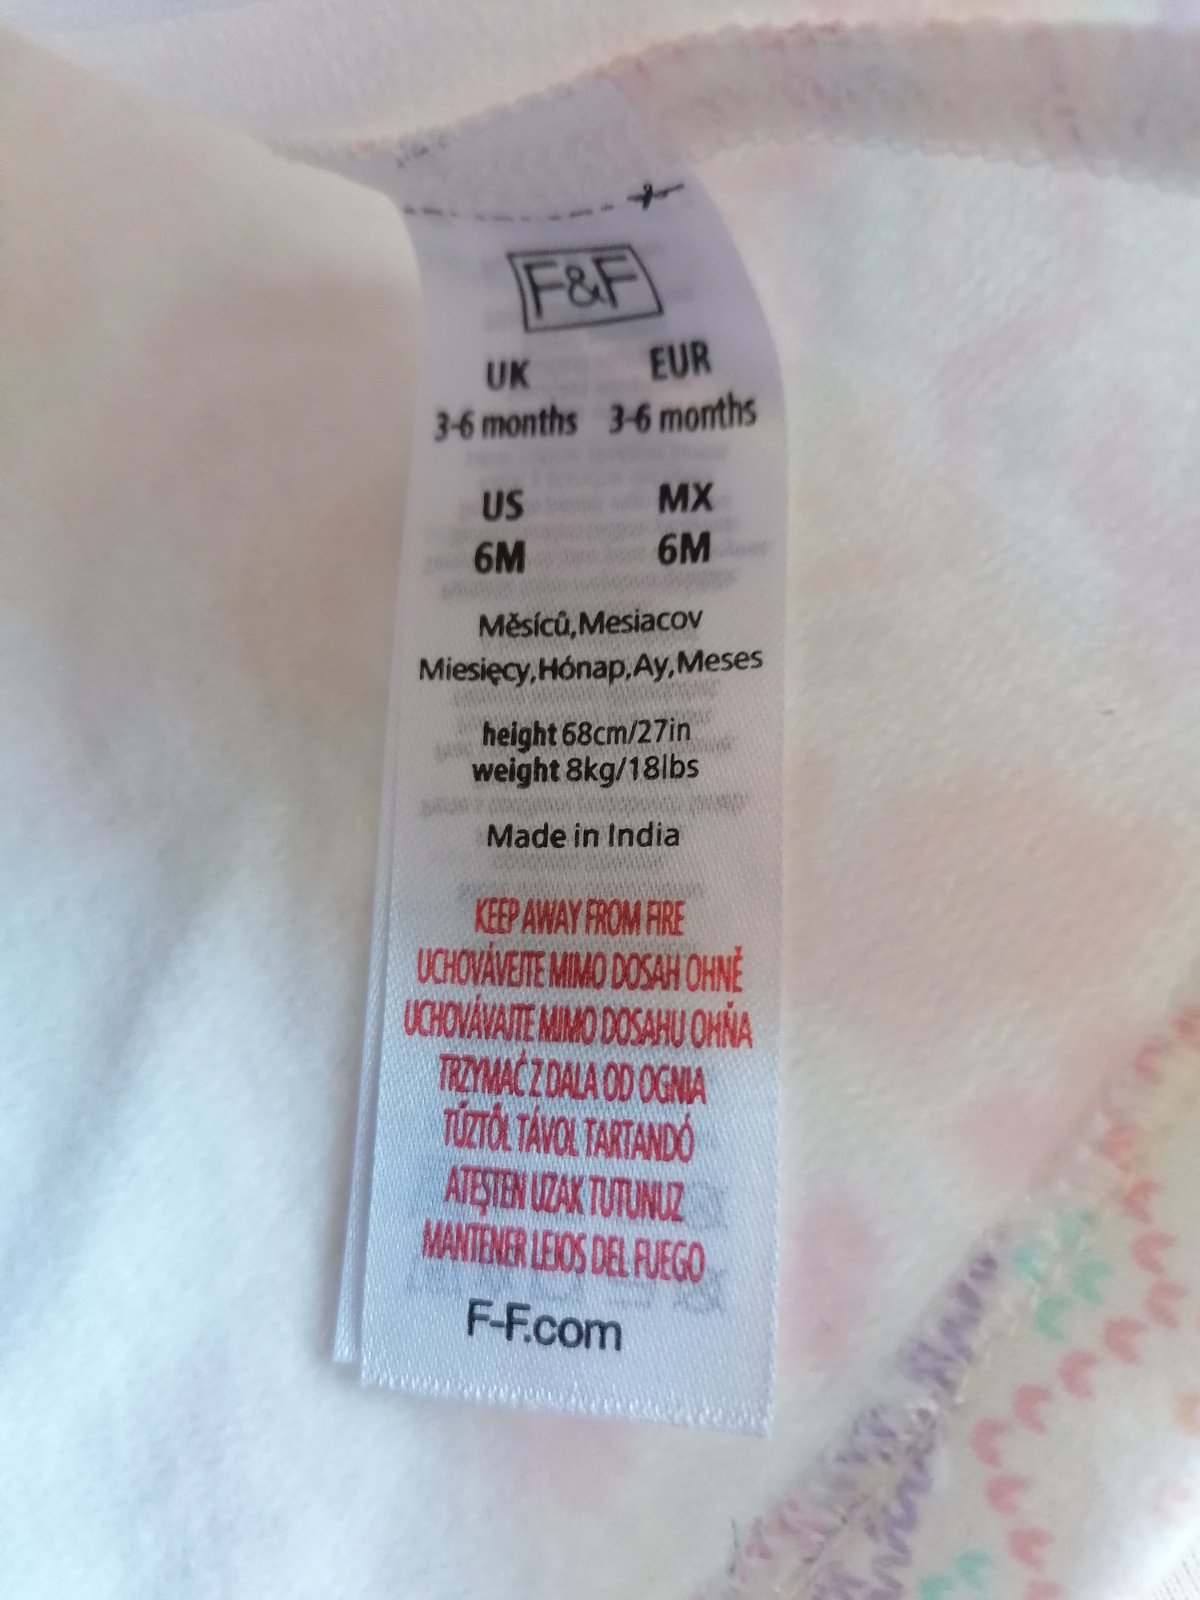 F&F
UK EUR
3-6 months 3-6 months
US MX
6M 6M
Měsíců,Mesiacov
Miesięcy,Hónap,Ay,Meses
height 68cm/27in
weight 8kg/18lbs
Made in India
KEEP AWAY FROM FIRE
UCHOVÁVEJTE MIMO DOSAH OHNĚ
UCHOVÁVAJTE MIMO DOSAHU OHŇA
TRZYMAĆ Z DALA OD OGNIA
TŰZTŐL TÁVOL TARTANDÓ
ATEŞTEN UZAK TUTUNUZ
MANTENER LEJOS DEL FUEGO
F-F.com